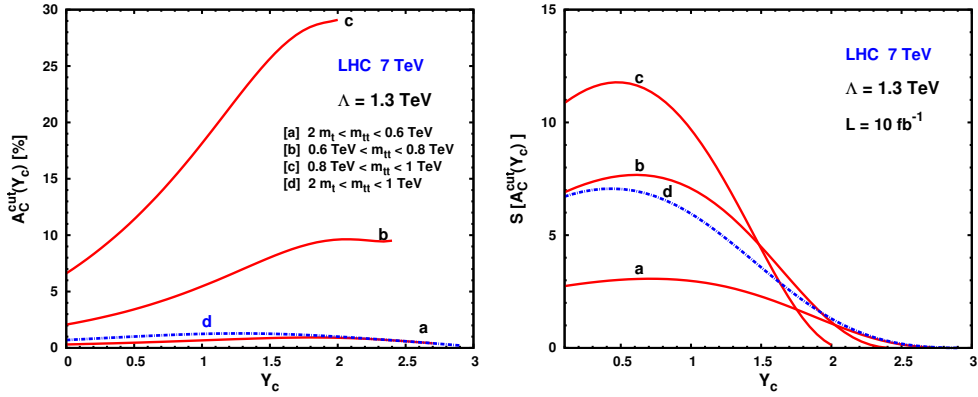 30
25
20
15
10
5
0
A_C^cut(Y_c) [%]
0
0.5
1
1.5
2
2.5
3
Y_c
c
LHC 7 TeV
Λ = 1.3 TeV
[a] 2 m_t < m_tt < 0.6 TeV
[b] 0.6 TeV < m_tt < 0.8 TeV
[c] 0.8 TeV < m_tt < 1 TeV
[d] 2 m_t < m_tt < 1 TeV
b
d
a
15
10
5
0
S [A_C^cut(Y_c)]
0.5
1
1.5
2
2.5
3
Y_c
c
LHC 7 TeV
Λ = 1.3 TeV
L = 10 fb^-1
b
d
a